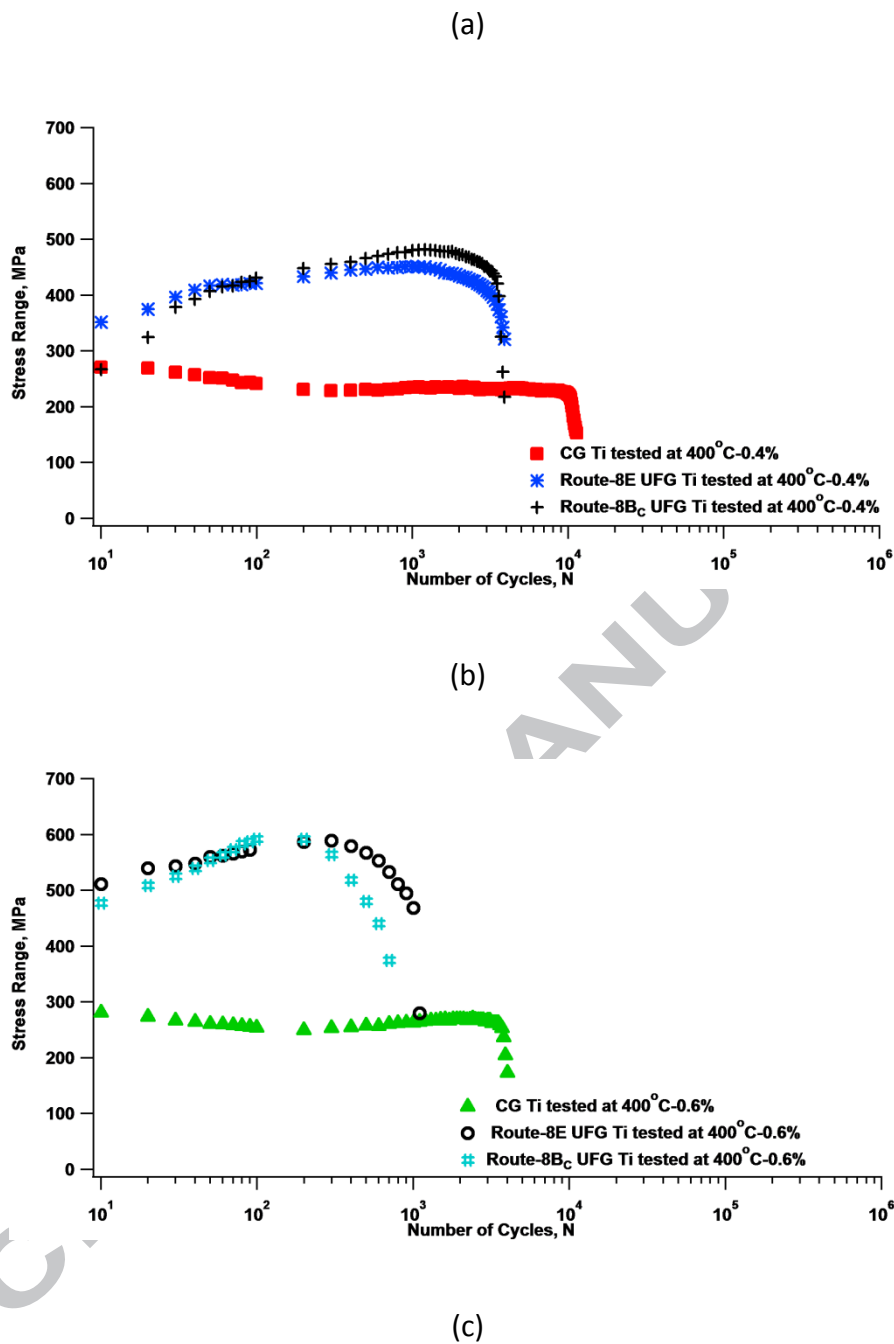 (a)
700
600
500
400
300
200
100
0
Stress Range, MPa
CG Ti tested at 400°C-0.4%
Route-8E UFG Ti tested at 400°C-0.4%
Route-8B_C UFG Ti tested at 400°C-0.4%
10^1 10^2 10^3 10^4 10^5 10^6
Number of Cycles, N
ANU
(b)
700
600
500
400
300
200
100
0
Stress Range, MPa
CG Ti tested at 400°C-0.6%
Route-8E UFG Ti tested at 400°C-0.6%
Route-8B_C UFG Ti tested at 400°C-0.6%
10^1 10^2 10^3 10^4 10^5 10^6
Number of Cycles, N
(c)